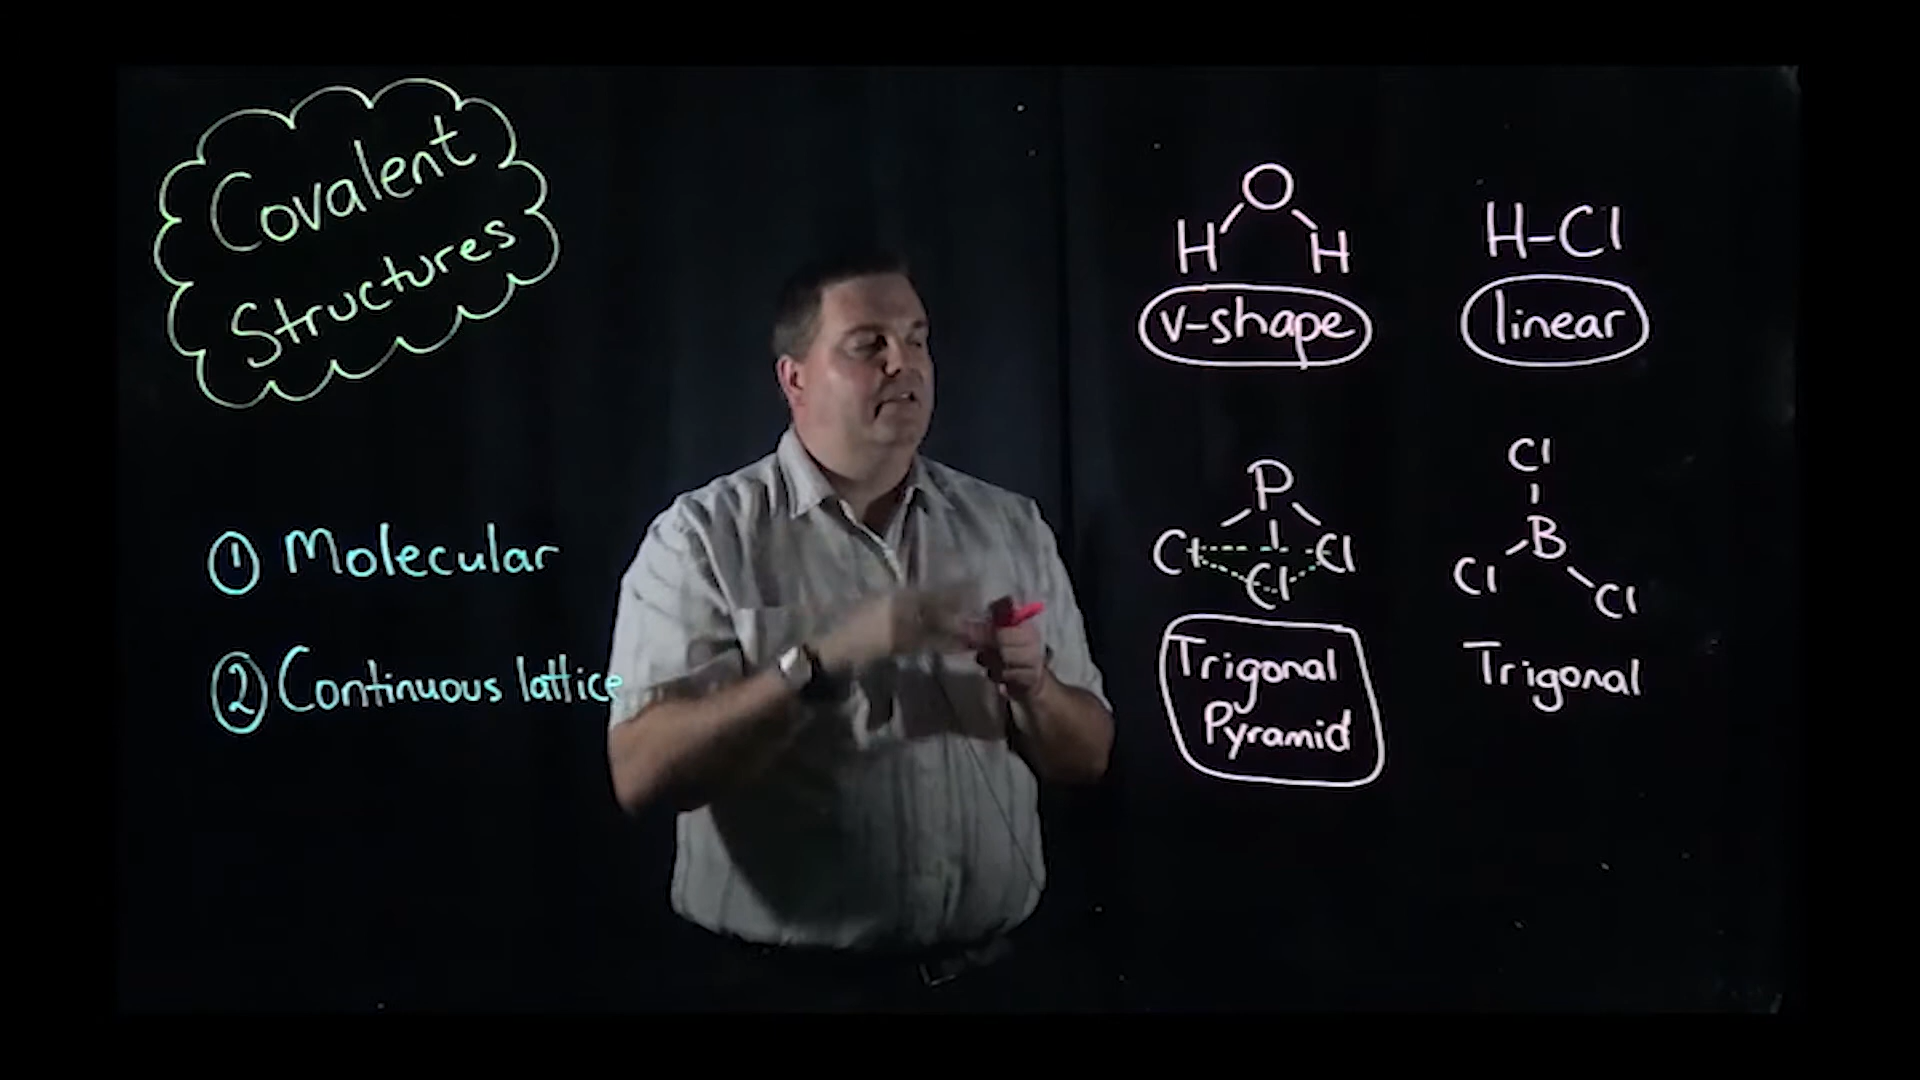 Covalent
Structures
① Molecular
② Continuous lattice
O
H H
v-shape
H-Cl
linear
P
Cl Cl Cl
Trigonal
Pyramid
Cl
B
Cl Cl
Trigonal